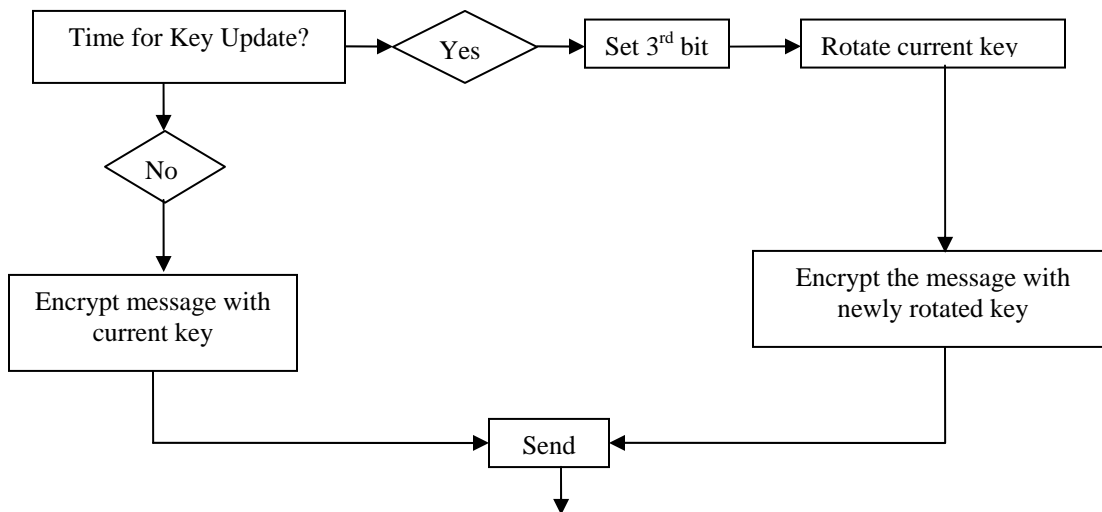 Time for Key Update?
Yes
Set 3rd bit
Rotate current key
No
Encrypt message with
current key
Encrypt the message with
newly rotated key
Send